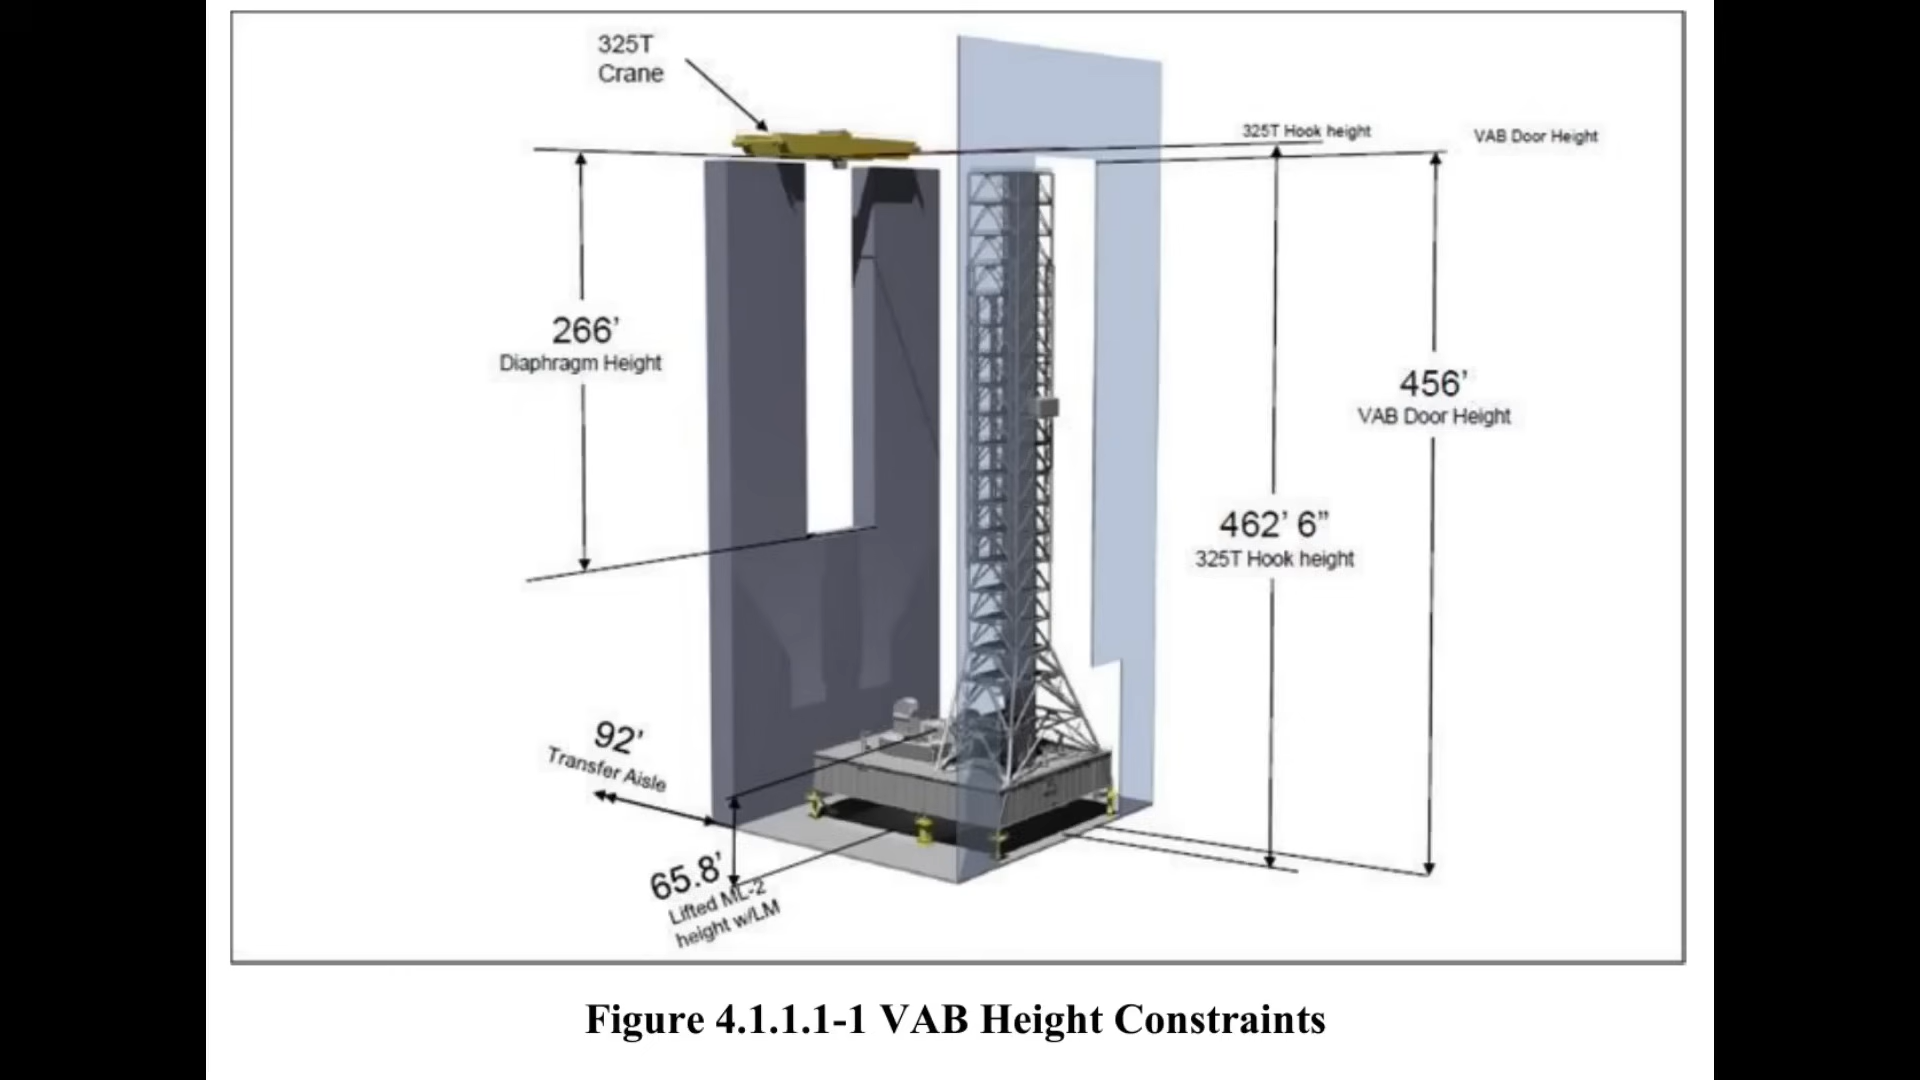 325T
Crane
325T Hook height
VAB Door Height
266’
Diaphragm Height
456’
VAB Door Height
462’ 6”
325T Hook height
92’
Transfer Aisle
65.8’
Lifted ML-2
height w/LM
Figure 4.1.1.1-1 VAB Height Constraints